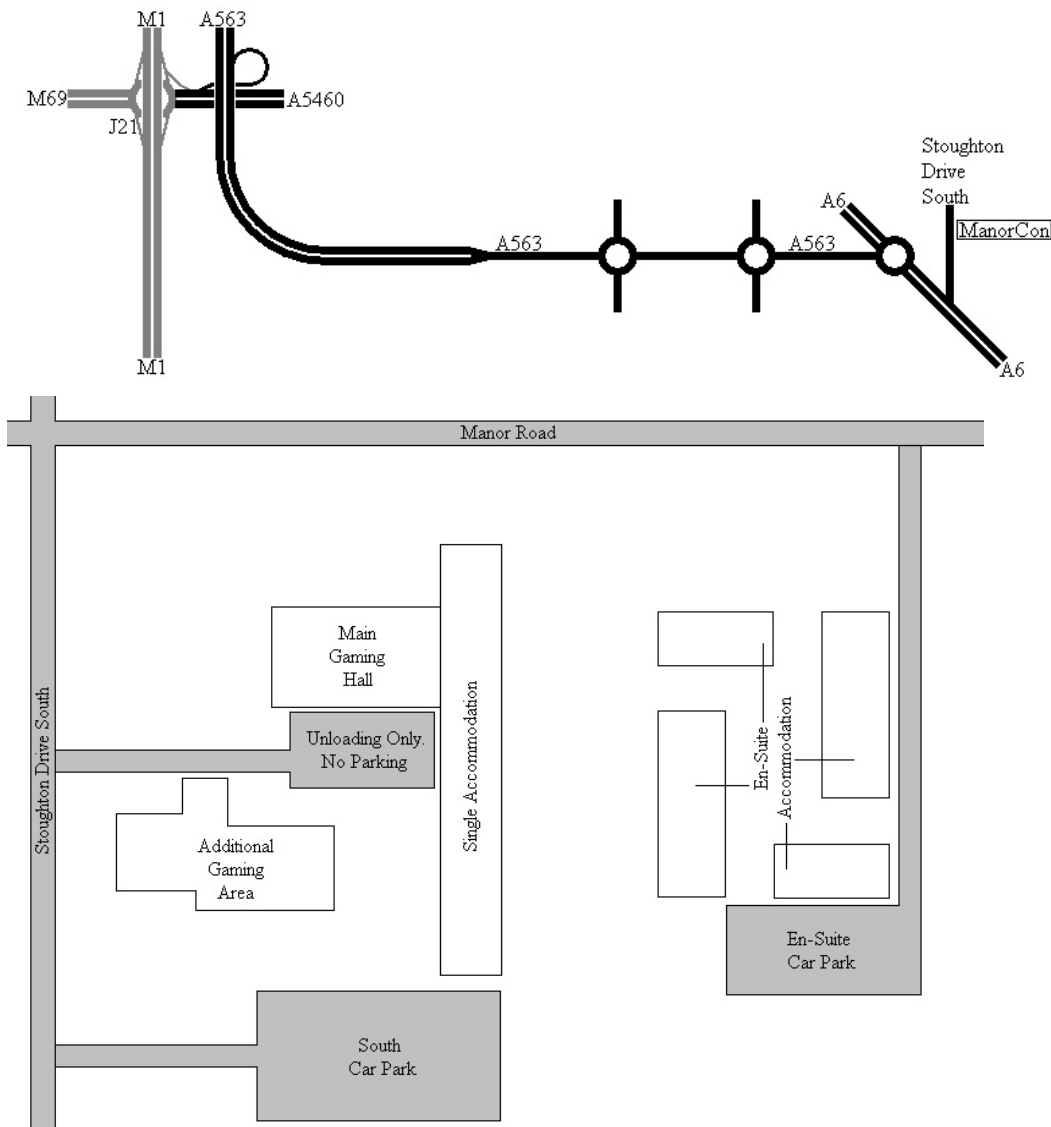 M1
A563
M69
A5460
J21
Stoughton
Drive
South
A6
ManorCon
A563
A563
M1
A6
Manor Road
Main
Gaming
Hall
Unloading Only.
No Parking
Stoughton Drive South
Single Accommodation
En-Suite
Accommodation
Additional
Gaming
Area
En-Suite
Car Park
South
Car Park